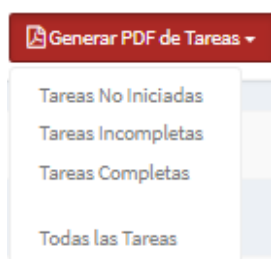 Generar PDF de Tareas
Tareas No Iniciadas
Tareas Incompletas
Tareas Completas
Todas las Tareas